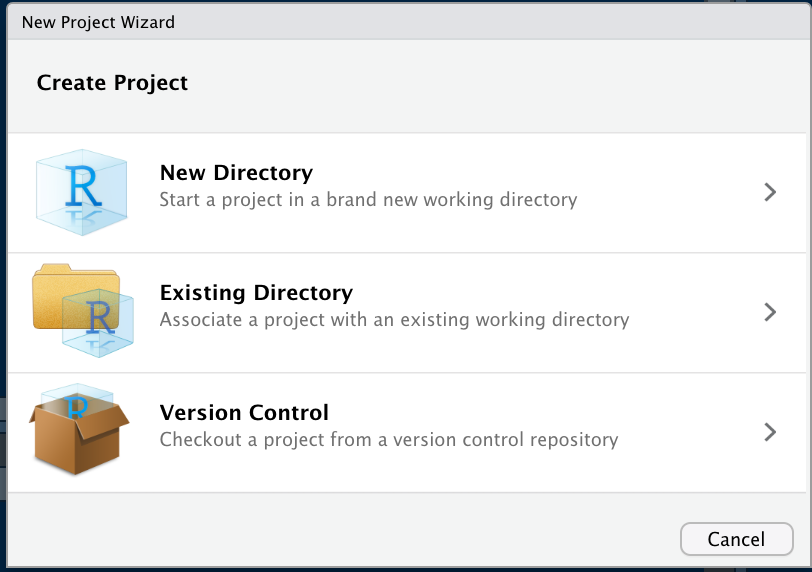 New Project Wizard
Create Project
R
New Directory
Start a project in a brand new working directory
R
Existing Directory
Associate a project with an existing working directory
R
Version Control
Checkout a project from a version control repository
Cancel